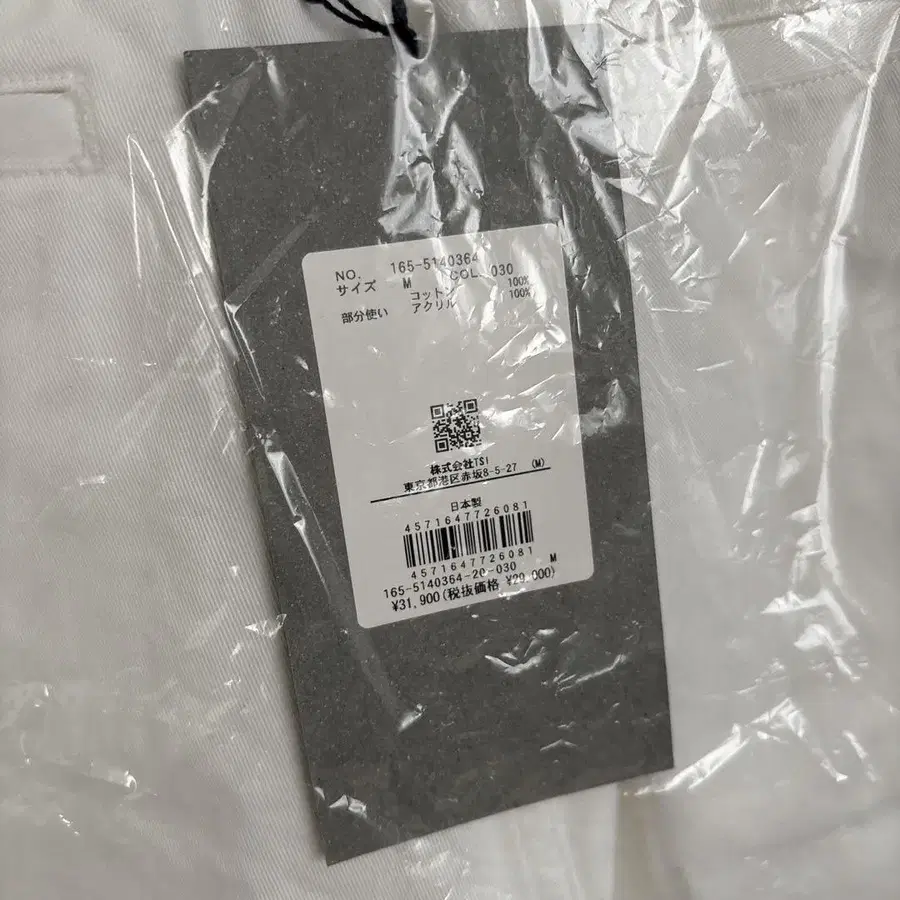 NO. 165-5140364
サイズ M COL. 030
コットン 100%
部分使い アクリル 100%
株式会社TSI
東京都港区赤坂8-5-27 (M)
日本製
4571647726081
4571647726081
165-5140364-20-030 M
¥31,900(税抜価格 ¥29,000)